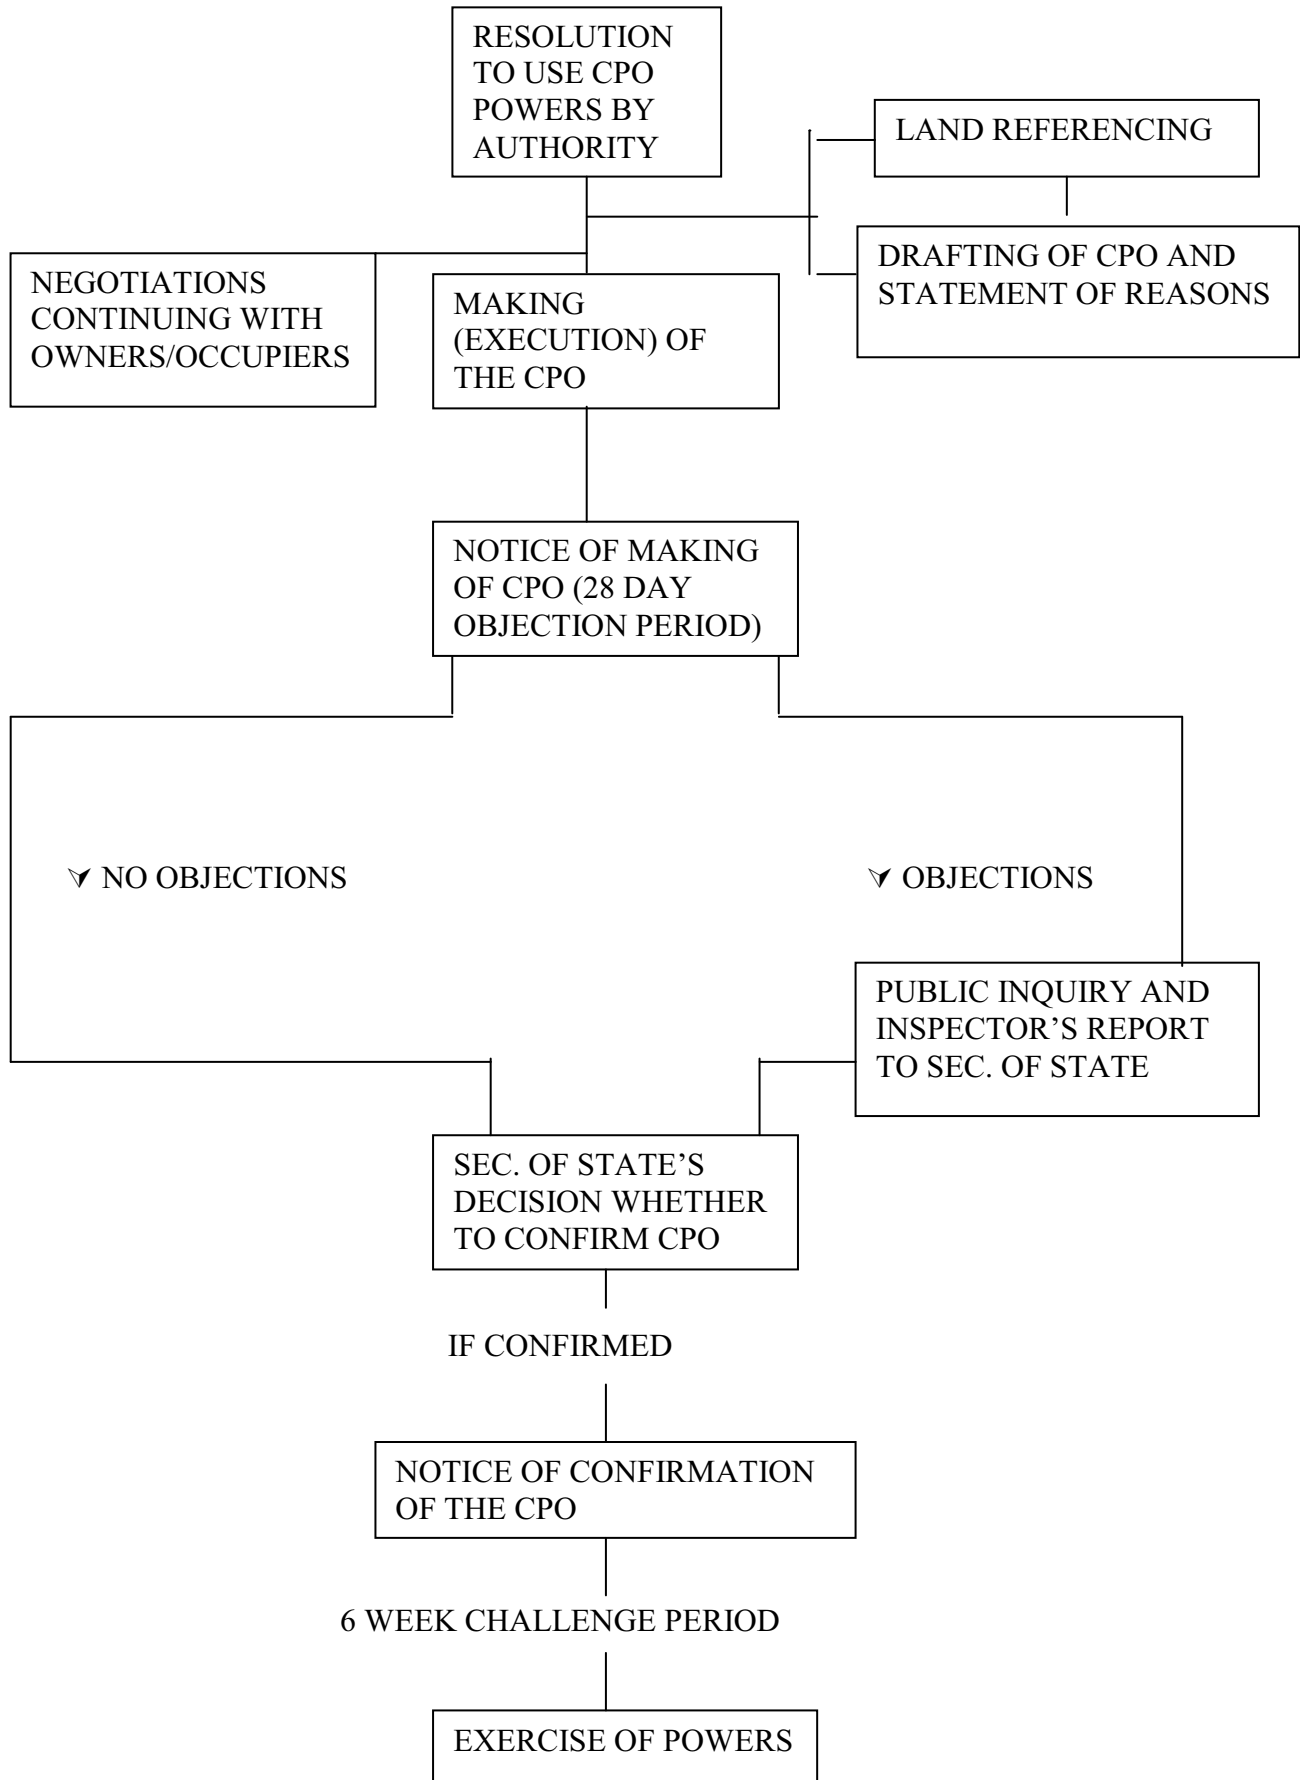 RESOLUTION
TO USE CPO
POWERS BY
AUTHORITY
LAND REFERENCING
DRAFTING OF CPO AND
STATEMENT OF REASONS
NEGOTIATIONS
CONTINUING WITH
OWNERS/OCCUPIERS
MAKING
(EXECUTION) OF
THE CPO
NOTICE OF MAKING
OF CPO (28 DAY
OBJECTION PERIOD)
NO OBJECTIONS
OBJECTIONS
PUBLIC INQUIRY AND
INSPECTOR’S REPORT
TO SEC. OF STATE
SEC. OF STATE’S
DECISION WHETHER
TO CONFIRM CPO
IF CONFIRMED
NOTICE OF CONFIRMATION
OF THE CPO
6 WEEK CHALLENGE PERIOD
EXERCISE OF POWERS